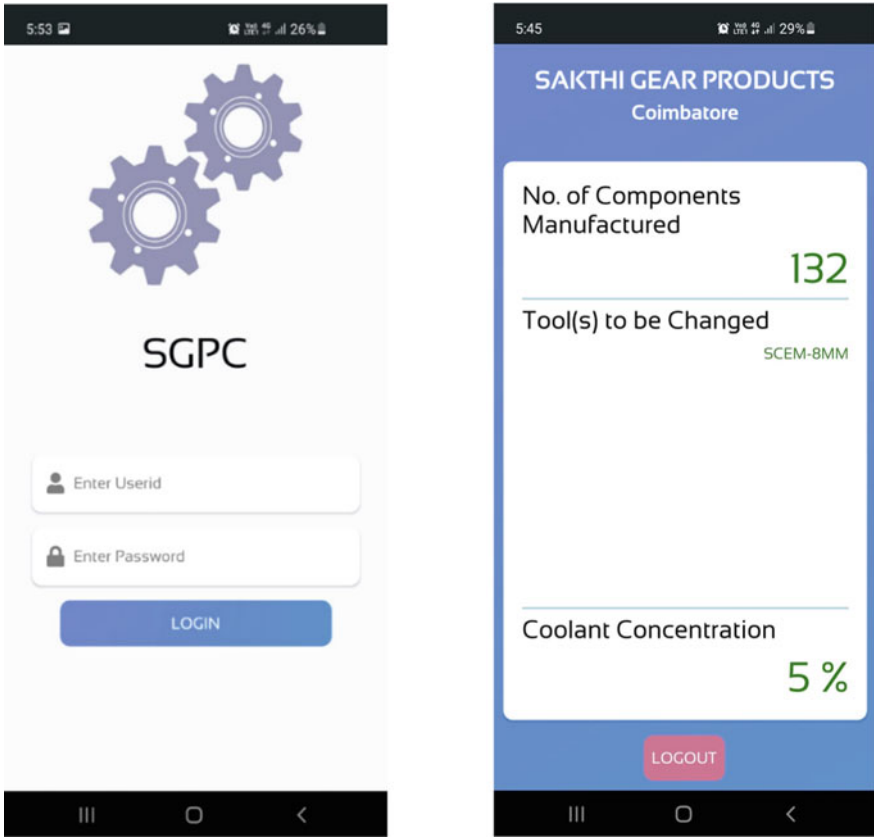 5:53
26%
SGPC
Enter Userid
Enter Password
LOGIN
5:45
29%
SAKTHI GEAR PRODUCTS
Coimbatore
No. of Components
Manufactured
132
Tool(s) to be Changed
SCEM-8MM
Coolant Concentration
5 %
LOGOUT